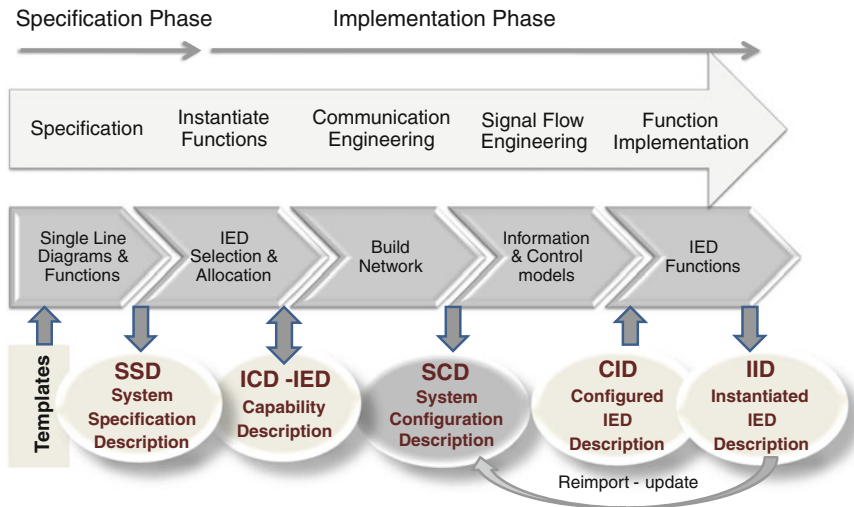 Specification Phase
Implementation Phase
Specification
Instantiate
Functions
Communication
Engineering
Signal Flow
Engineering
Function
Implementation
Single Line
Diagrams &
Functions
IED
Selection &
Allocation
Build
Network
Information
& Control
models
IED
Functions
Templates
SSD
System
Specification
Description
ICD -IED
Capability
Description
SCD
System
Configuration
Description
CID
Configured
IED
Description
IID
Instantiated
IED
Description
Reimport - update